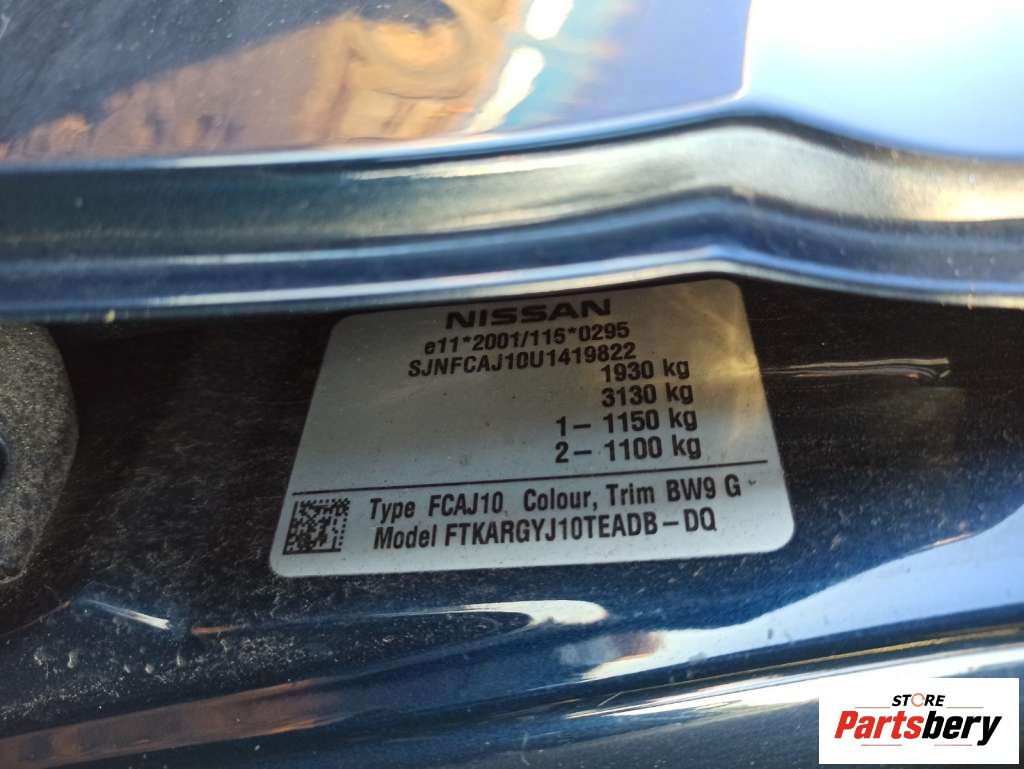 NISSAN
e11*2001/116*0295
SJNFCAJ10U1419822
1930 kg
3130 kg
1- 1150 kg
2- 1100 kg
Type FCAJ10 Colour, Trim BW9 G
Model FTKARGYJ10TEADB-DQ
STORE
Partsbery